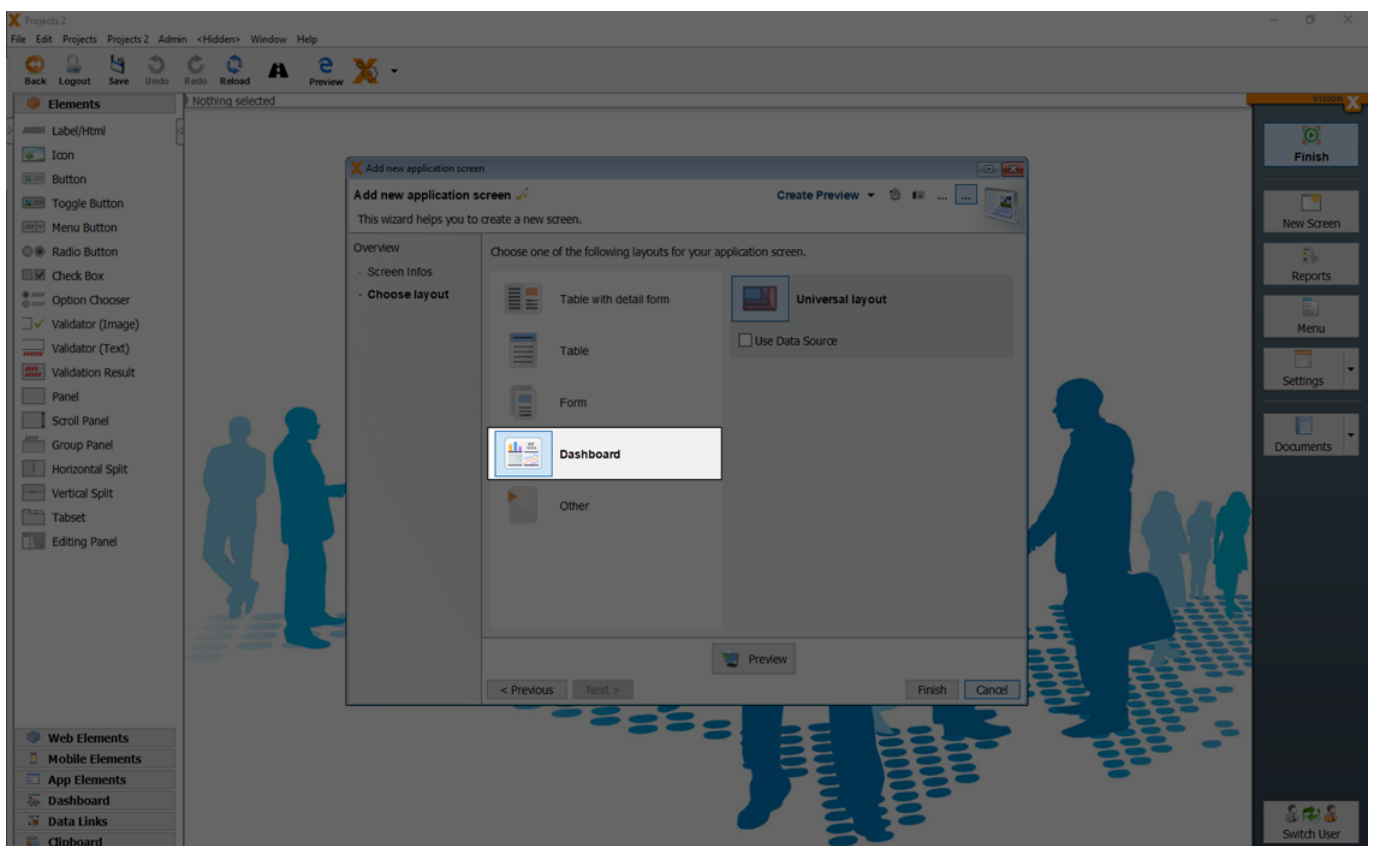 Projects 2
File Edit Projects Projects 2 Admin <Hidden> Window Help
Back Logout Save Undo Redo Reload Preview
Elements
Nothing selected
Label/Html
Icon
Button
Toggle Button
Menu Button
Radio Button
Check Box
Option Chooser
Validator (Image)
Validator (Text)
Validation Result
Panel
Scroll Panel
Group Panel
Horizontal Split
Vertical Split
Tabset
Editing Panel
Web Elements
Mobile Elements
App Elements
Dashboard
Data Links
Clipboard
Add new application screen
Add new application screen
Create Preview
... ...
This wizard helps you to create a new screen.
Overview
· Screen Infos
· Choose layout
Choose one of the following layouts for your application screen.
Table with detail form
Table
Form
Dashboard
Other
Universal layout
Use Data Source
Preview
< Previous Next > Finish Cancel
VISION X
Finish
New Screen
Reports
Menu
Settings
Documents
Switch User